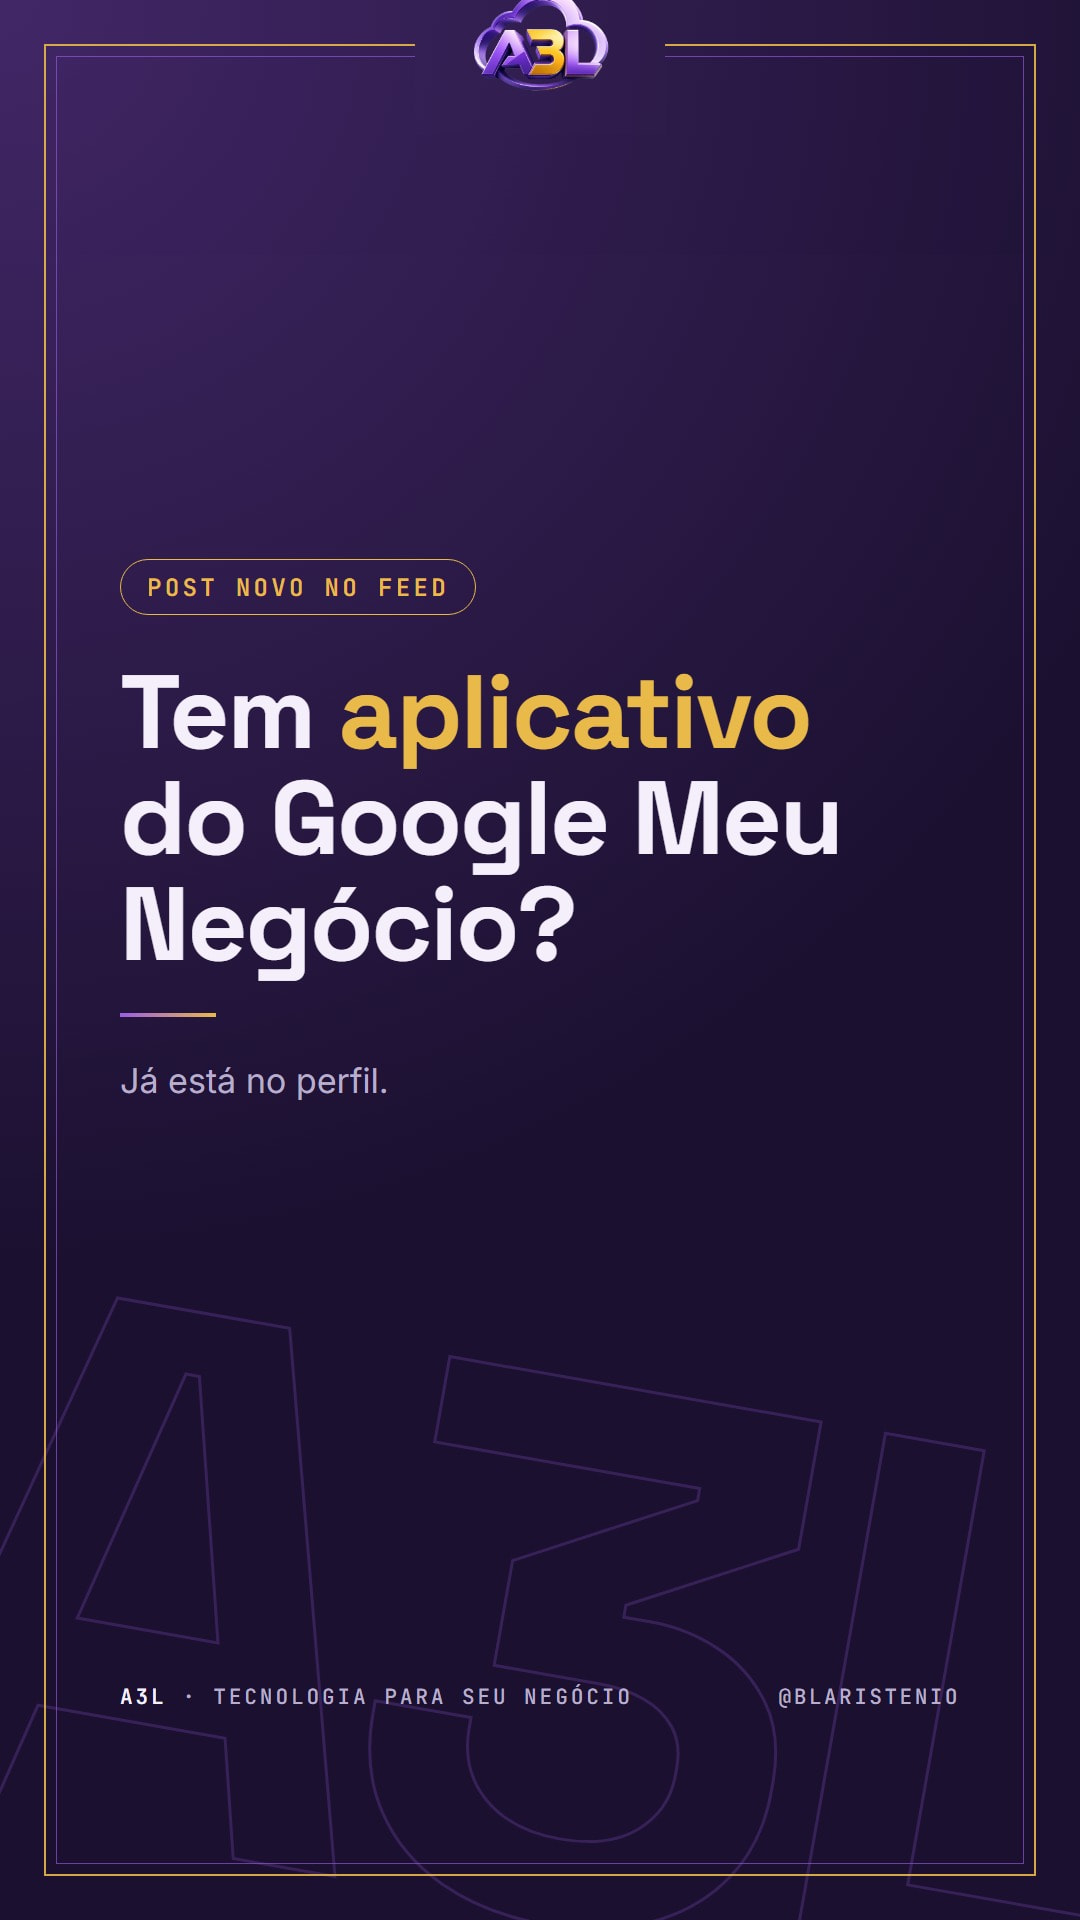 A3L
POST NOVO NO FEED
Tem aplicativo
do Google Meu
Negócio?
Já está no perfil.
A3L
A3L · TECNOLOGIA PARA SEU NEGÓCIO @BLARISTENIO